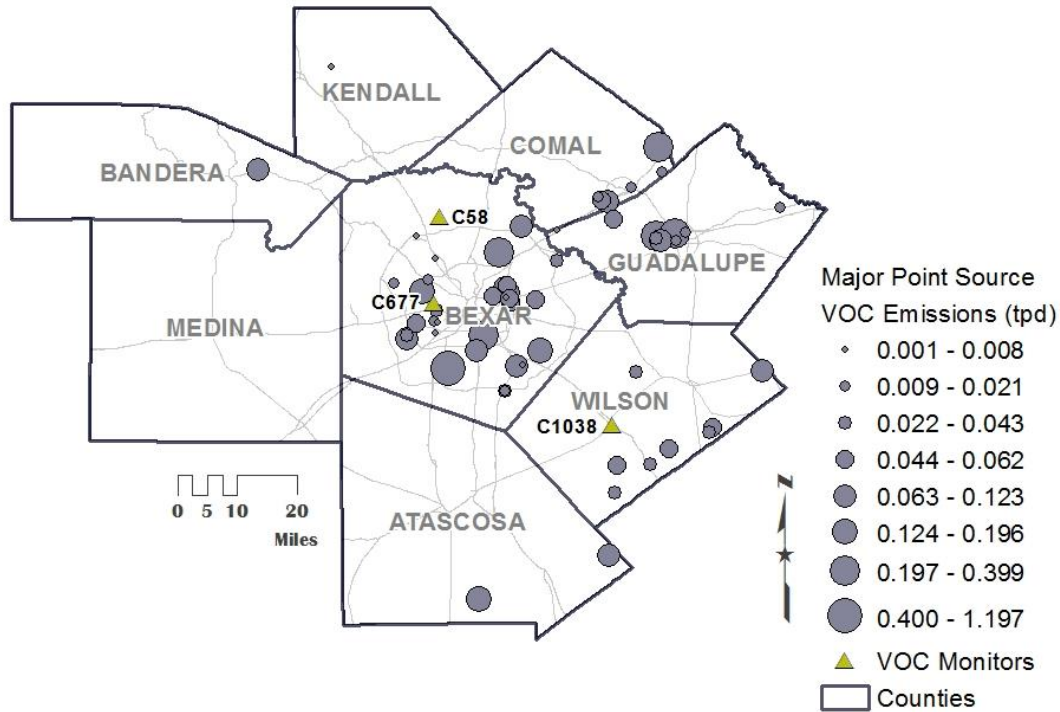 KENDALL
COMAL
BANDERA
C58
GUADALUPE
C677
BEXAR
MEDINA
WILSON
C1038
ATASCOSA
0 5 10 20
Miles
N
Major Point Source
VOC Emissions (tpd)
0.001 - 0.008
0.009 - 0.021
0.022 - 0.043
0.044 - 0.062
0.063 - 0.123
0.124 - 0.196
0.197 - 0.399
0.400 - 1.197
VOC Monitors
Counties